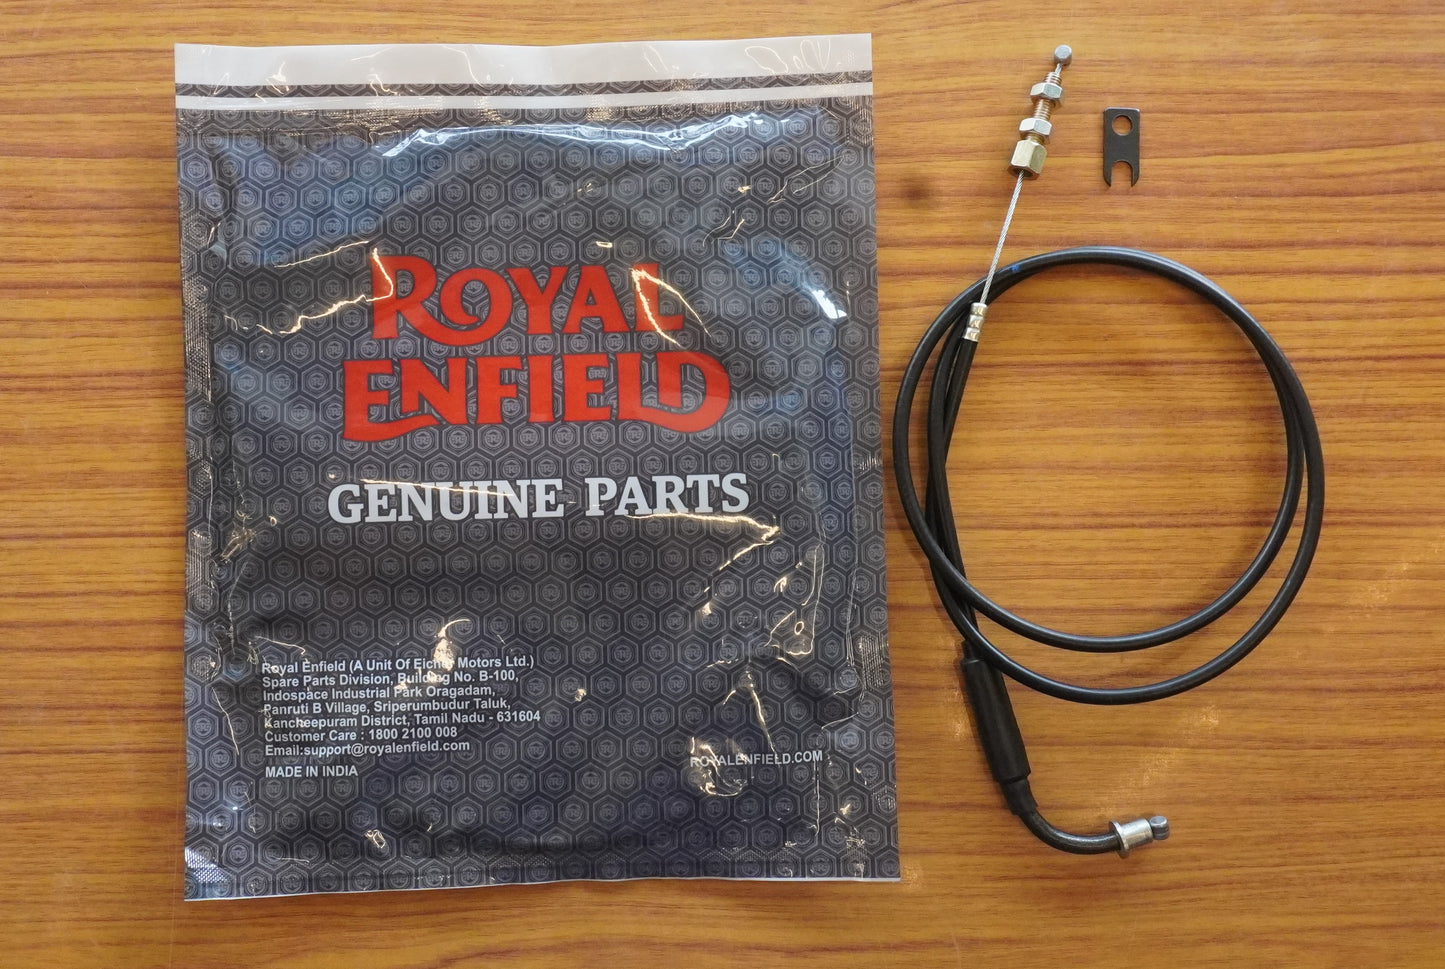 ROYAL
ENFIELD
GENUINE PARTS
Royal Enfield (A Unit Of Eicher Motors Ltd.)
Spare Parts Division, Building No. B-100,
Indospace Industrial Park Oragadam,
Panruti B Village, Sriperumbudur Taluk,
Kancheepuram District, Tamil Nadu - 631604
Customer Care : 1800 2100 008
Email:support@royalenfield.com
MADE IN INDIA
ROYALENFIELD.COM